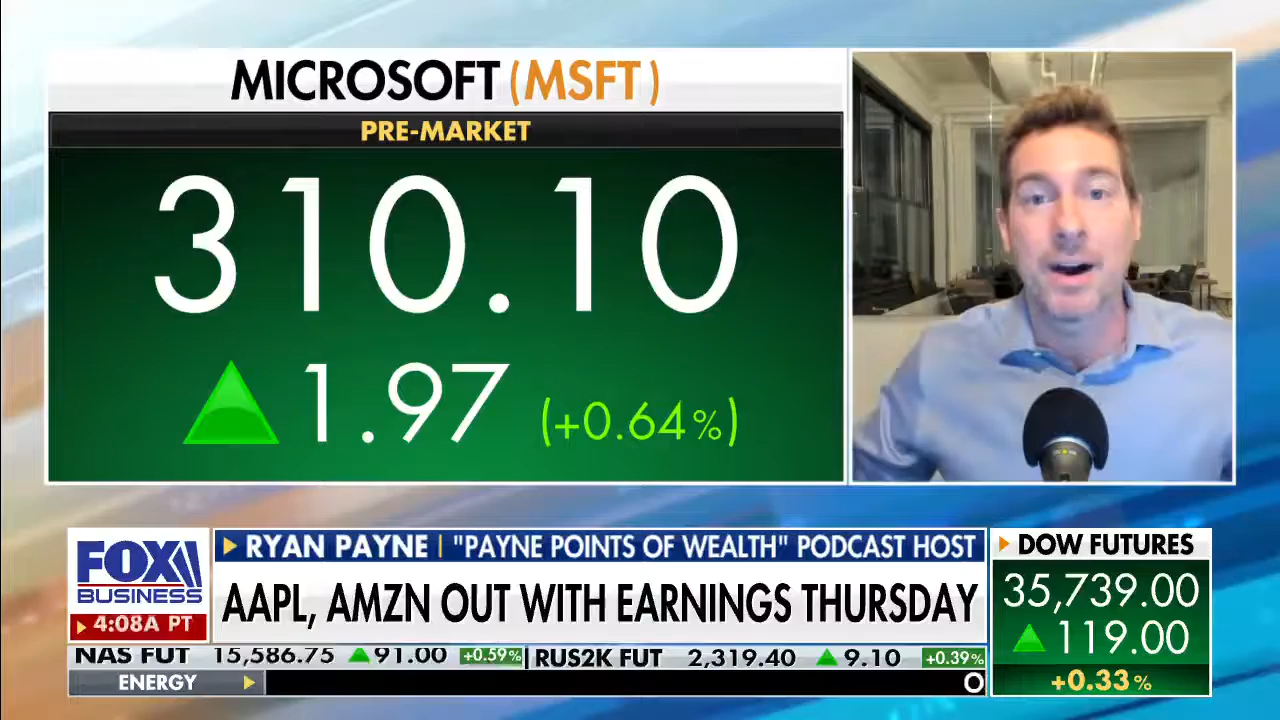 MICROSOFT (MSFT)
PRE-MARKET
310.10
▲ 1.97 (+0.64%)
FOX
BUSINESS
4:08A PT
RYAN PAYNE | "PAYNE POINTS OF WEALTH" PODCAST HOST
AAPL, AMZN OUT WITH EARNINGS THURSDAY
DOW FUTURES
35,739.00
▲ 119.00
+0.33%
NAS FUT 15,586.75 ▲ 91.00 +0.59% RUS2K FUT 2,319.40 ▲ 9.10 +0.39%
ENERGY